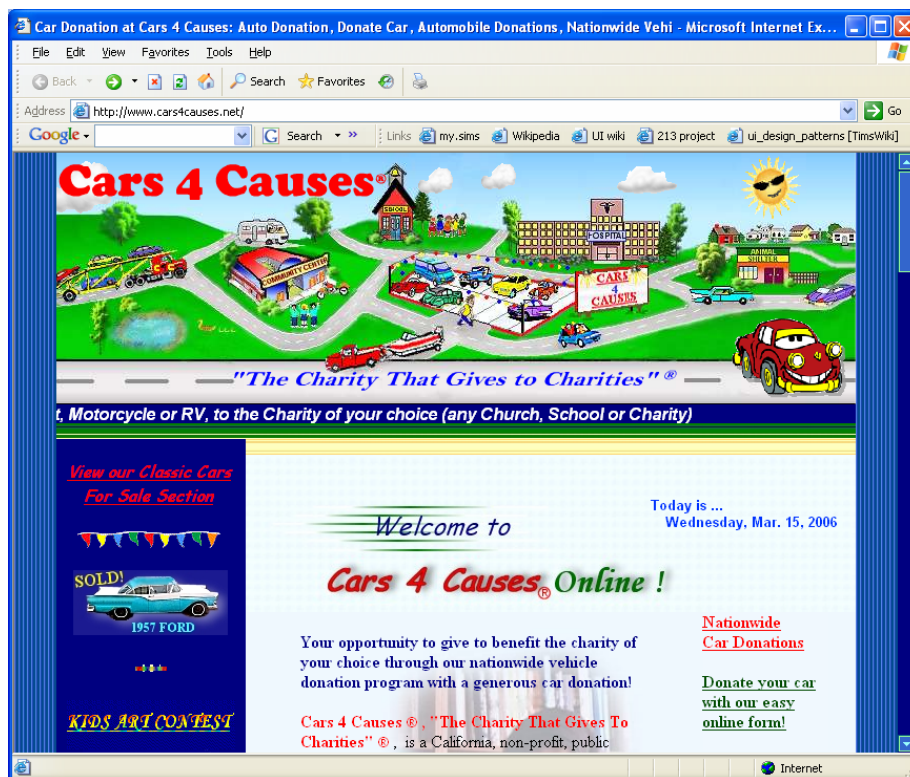 Car Donation at Cars 4 Causes: Auto Donation, Donate Car, Automobile Donations, Nationwide Vehi - Microsoft Internet Ex...
File Edit View Favorites Tools Help
Back Search Favorites
Address http://www.cars4causes.net/ Go
Google Search » Links my.sims Wikipedia UI wiki 213 project ui_design_patterns [TimsWiki]
Cars 4 Causes®
SCHOOL
HOSPITAL
ANIMAL SHELTER
COMMUNITY CENTER
CARS
4
CAUSES
"The Charity That Gives to Charities" ®
t, Motorcycle or RV, to the Charity of your choice (any Church, School or Charity)
View our Classic Cars
For Sale Section
SOLD!
1957 FORD
KIDS ART CONTEST
Today is ...
Wednesday, Mar. 15, 2006
Welcome to
Cars 4 Causes® Online !
Your opportunity to give to benefit the charity of
your choice through our nationwide vehicle
donation program with a generous car donation!
Cars 4 Causes ® , "The Charity That Gives To
Charities" ® , is a California, non-profit, public
Nationwide
Car Donations
Donate your car
with our easy
online form!
Internet